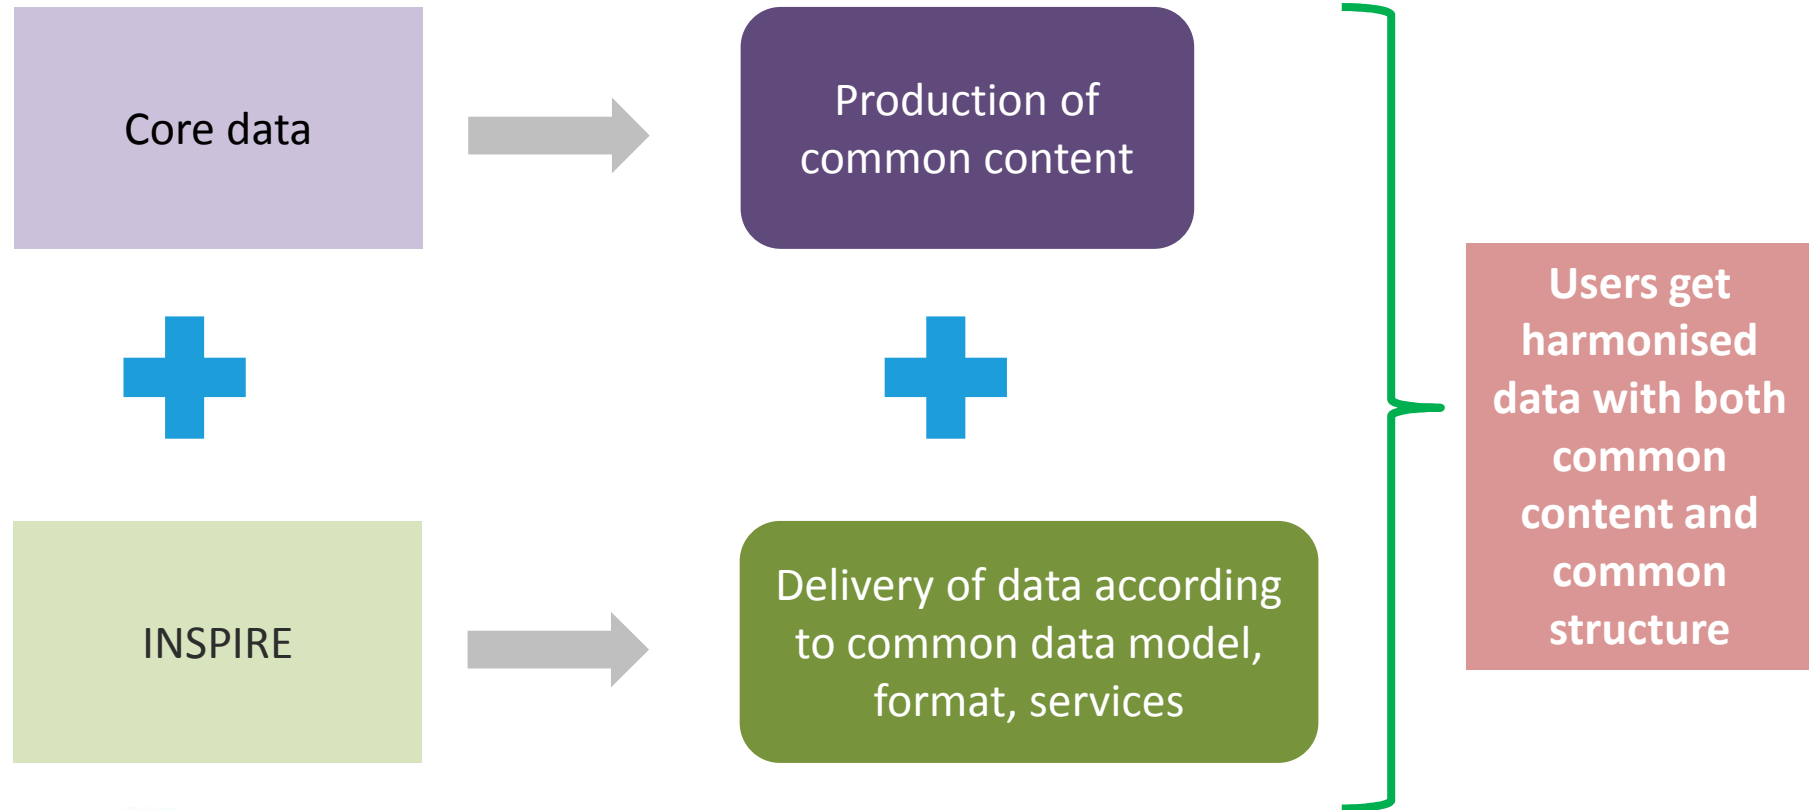 Core data
Production of
common content
Users get
harmonised
data with both
common
content and
common
structure
INSPIRE
Delivery of data according
to common data model,
format, services